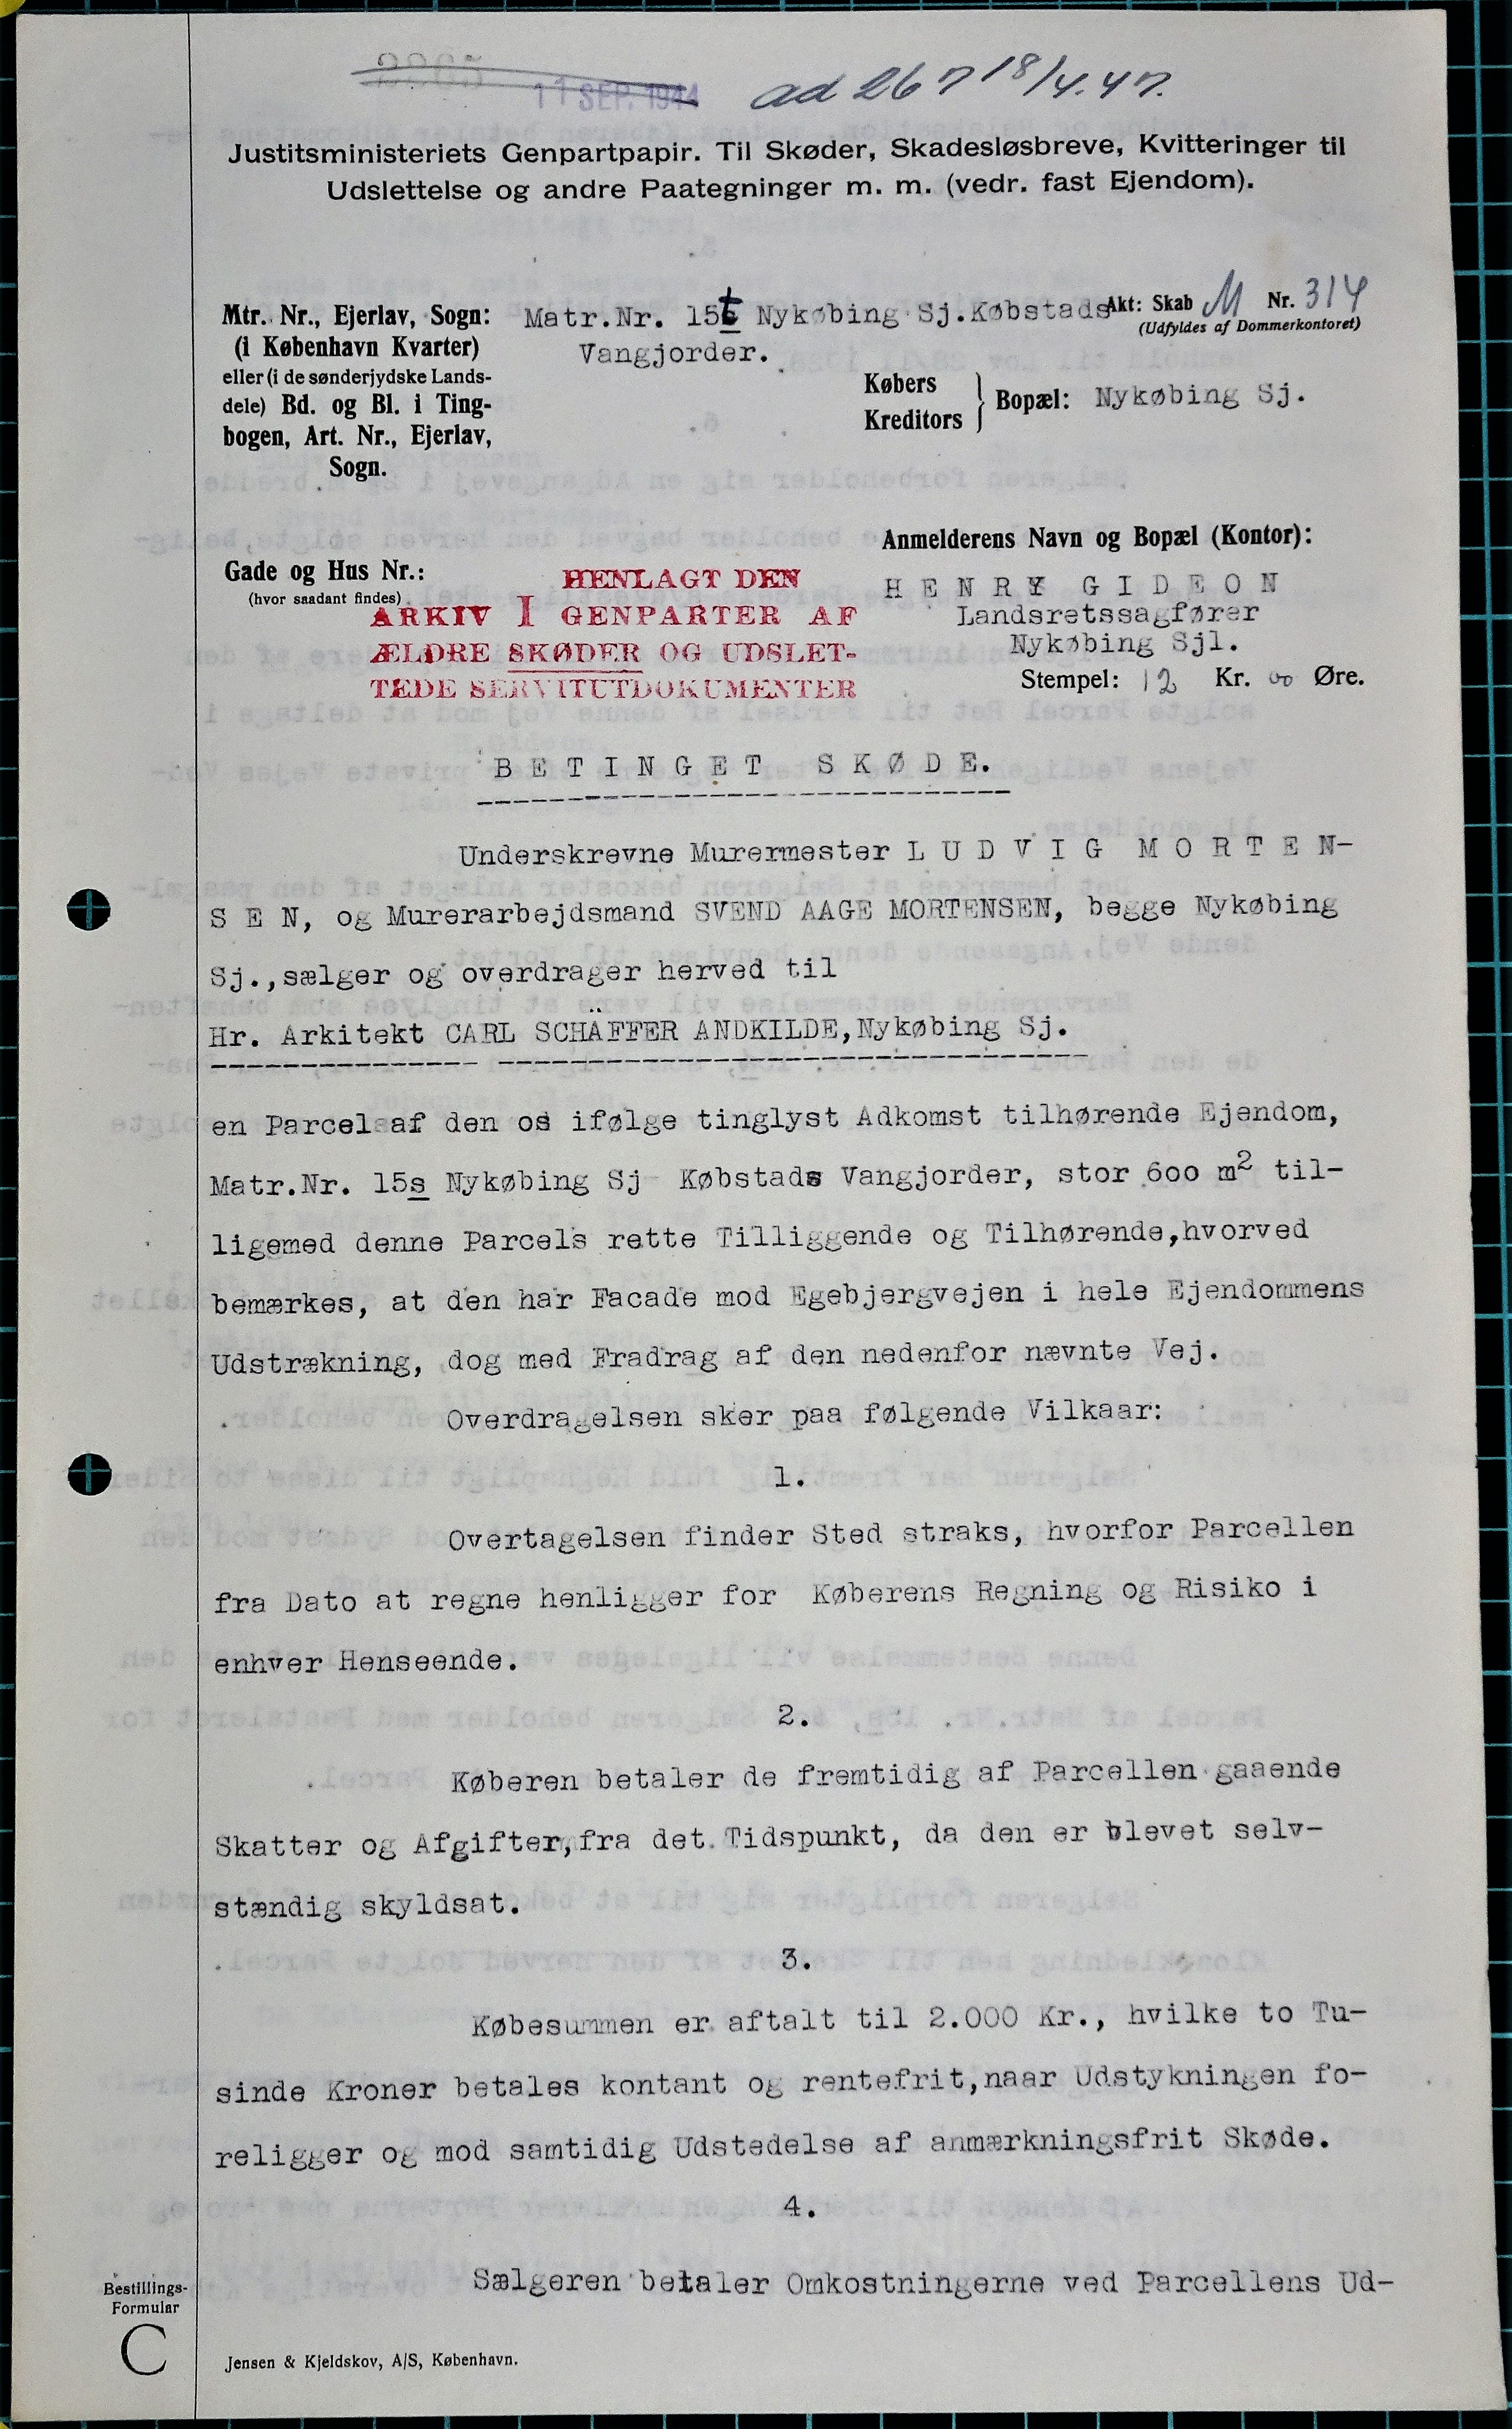 11 SEP. 1944 ad 267 18/4.47.
Justitsministeriets Genpartpapir. Til Skøder, Skadesløsbreve, Kvitteringer til
Udslettelse og andre Paategninger m. m. (vedr. fast Ejendom).
Mtr. Nr., Ejerlav, Sogn:
(i København Kvarter)
eller (i de sønderjydske Lands-
dele) Bd. og Bl. i Ting-
bogen, Art. Nr., Ejerlav,
Sogn.
Matr.Nr. 15t Nykøbing Sj.Købstads
Vangjorder.
Akt: Skab M Nr. 314
(Udfyldes af Dommerkontoret)
Købers
Kreditors } Bopæl: Nykøbing Sj.
Gade og Hus Nr.:
(hvor saadant findes)
HENLAGT DEN
ARKIV I GENPARTER AF
ÆLDRE SKØDER OG UDSLET-
TEDE SERVITUTDOKUMENTER
Anmelderens Navn og Bopæl (Kontor):
H E N R Y G I D E O N
Landsretssagfører
Nykøbing Sjl.
Stempel: 12 Kr. 00 Øre.
B E T I N G E T S K Ø D E.
Underskrevne Murermester L U D V I G M O R T E N-
S E N, og Murerarbejdsmand SVEND AAGE MORTENSEN, begge Nykøbing
Sj.,sælger og overdrager herved til
Hr. Arkitekt CARL SCHÄFFER ANDKILDE,Nykøbing Sj.
en Parcel af den os ifølge tinglyst Adkomst tilhørende Ejendom,
Matr.Nr. 15s Nykøbing Sj Købstads Vangjorder, stor 600 m2 til-
ligemed denne Parcels rette Tilliggende og Tilhørende,hvorved
bemærkes, at den har Facade mod Egebjergvejen i hele Ejendommens
Udstrækning, dog med Fradrag af den nedenfor nævnte Vej.
Overdragelsen sker paa følgende Vilkaar:
1.
Overtagelsen finder Sted straks, hvorfor Parcellen
fra Dato at regne henligger for Køberens Regning og Risiko i
enhver Henseende.
2.
Køberen betaler de fremtidig af Parcellen gaaende
Skatter og Afgifter,fra det Tidspunkt, da den er blevet selv-
stændig skyldsat.
3.
Købesummen er aftalt til 2.000 Kr., hvilke to Tu-
sinde Kroner betales kontant og rentefrit,naar Udstykningen fo-
religger og mod samtidig Udstedelse af anmærkningsfrit Skøde.
4.
Sælgeren betaler Omkostningerne ved Parcellens Ud-
Bestillings-
Formular
C
Jensen & Kjeldskov, A/S, København.